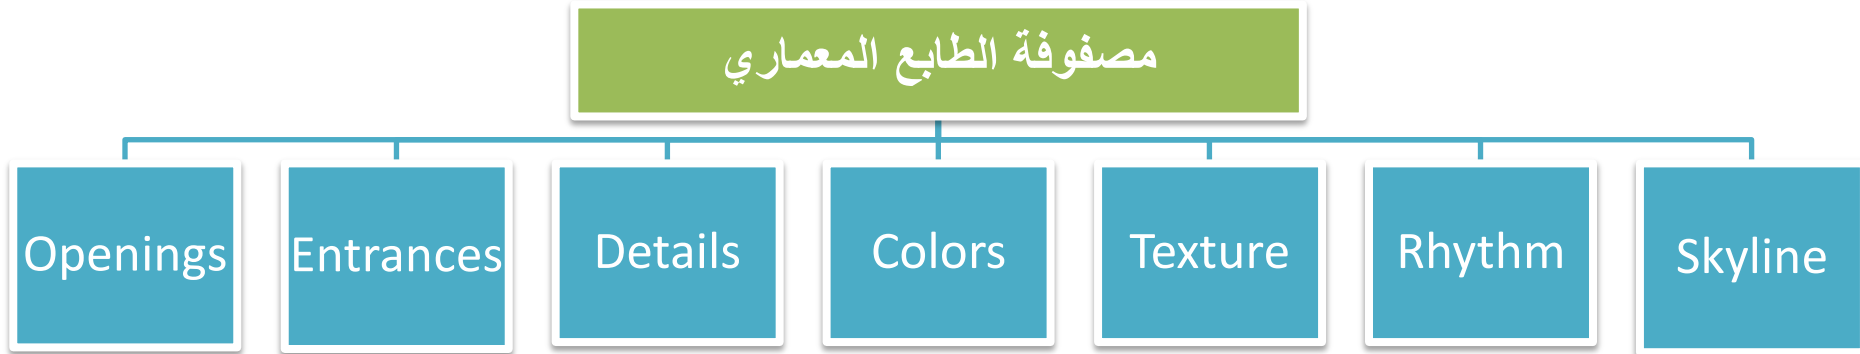 مصفوفة الطابع المعماري
Openings
Entrances
Details
Colors
Texture
Rhythm
Skyline